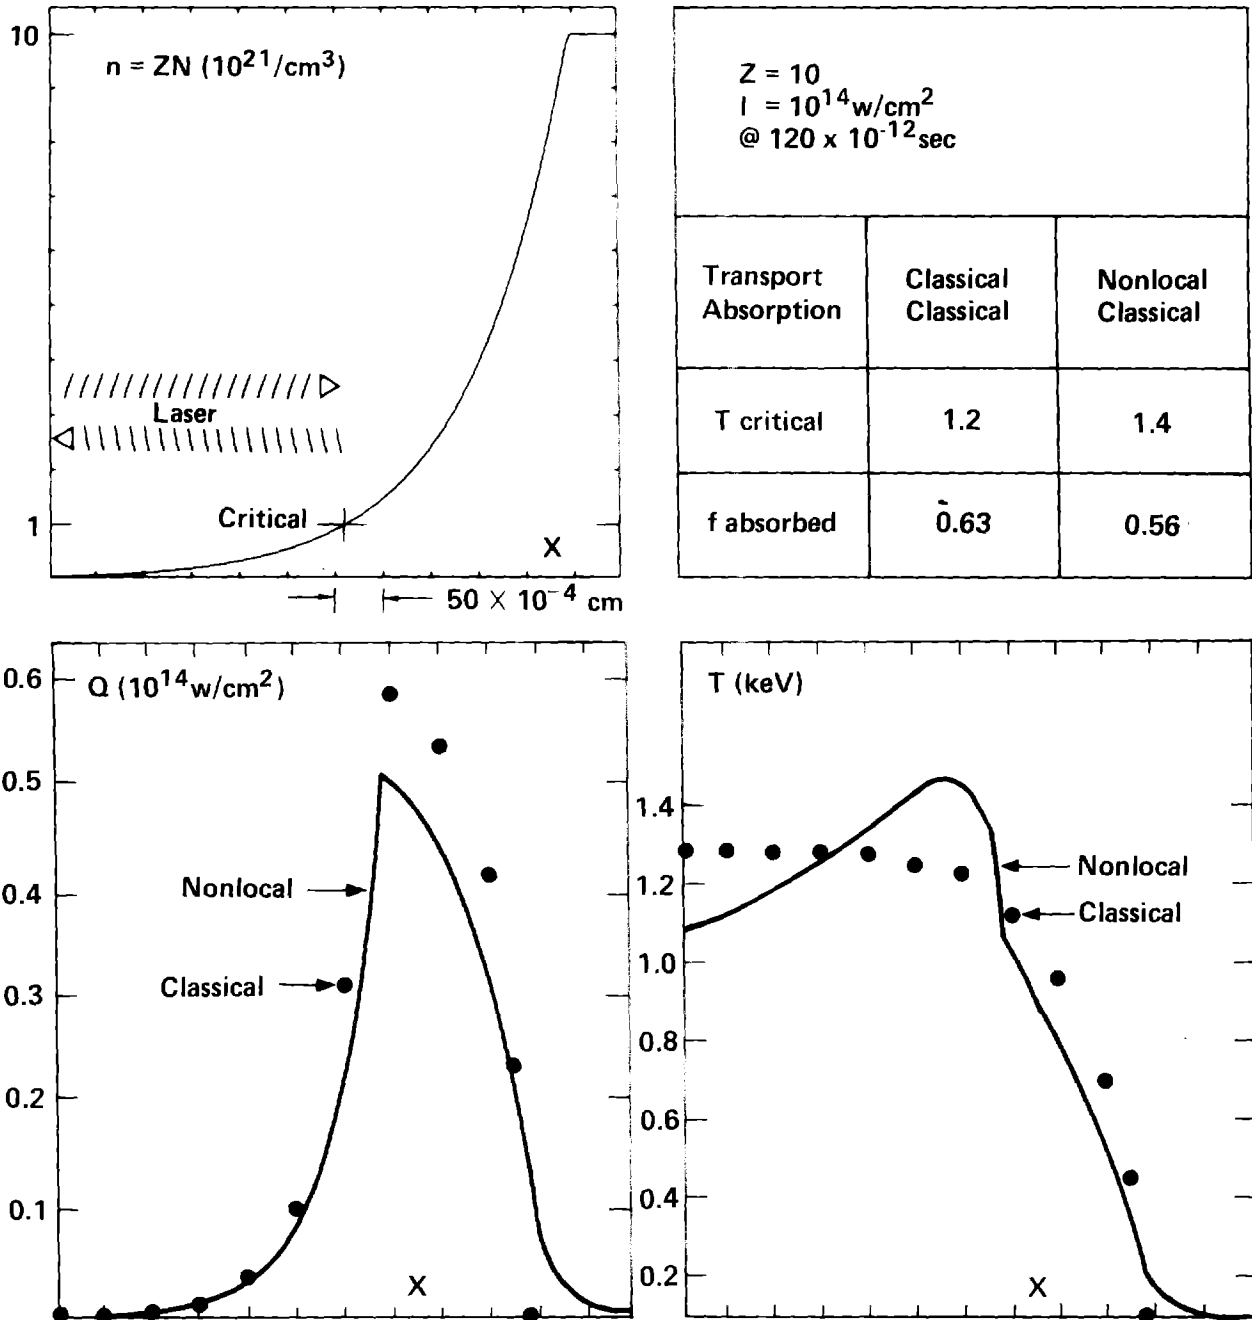 10
n = ZN (10²¹/cm³)
Laser
Critical
1
X
50 × 10⁻⁴ cm
Z = 10
I = 10¹⁴w/cm²
@ 120 x 10⁻¹²sec
Transport Absorption
Classical Classical
Nonlocal Classical
T critical
1.2
1.4
f absorbed
0.63
0.56
Q (10¹⁴w/cm²)
0.6
0.5
0.4
0.3
0.2
0.1
Nonlocal
Classical
X
T (keV)
1.4
1.2
1.0
0.8
0.6
0.4
0.2
Nonlocal
Classical
X